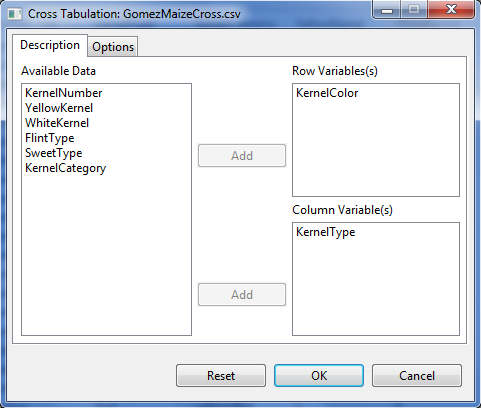 Cross Tabulation: GomezMaizeCross.csv
Description
Options
Available Data
KernelNumber
YellowKernel
WhiteKernel
FlintType
SweetType
KernelCategory
Add
Add
Row Variables(s)
KernelColor
Column Variable(s)
KernelType
Reset
OK
Cancel